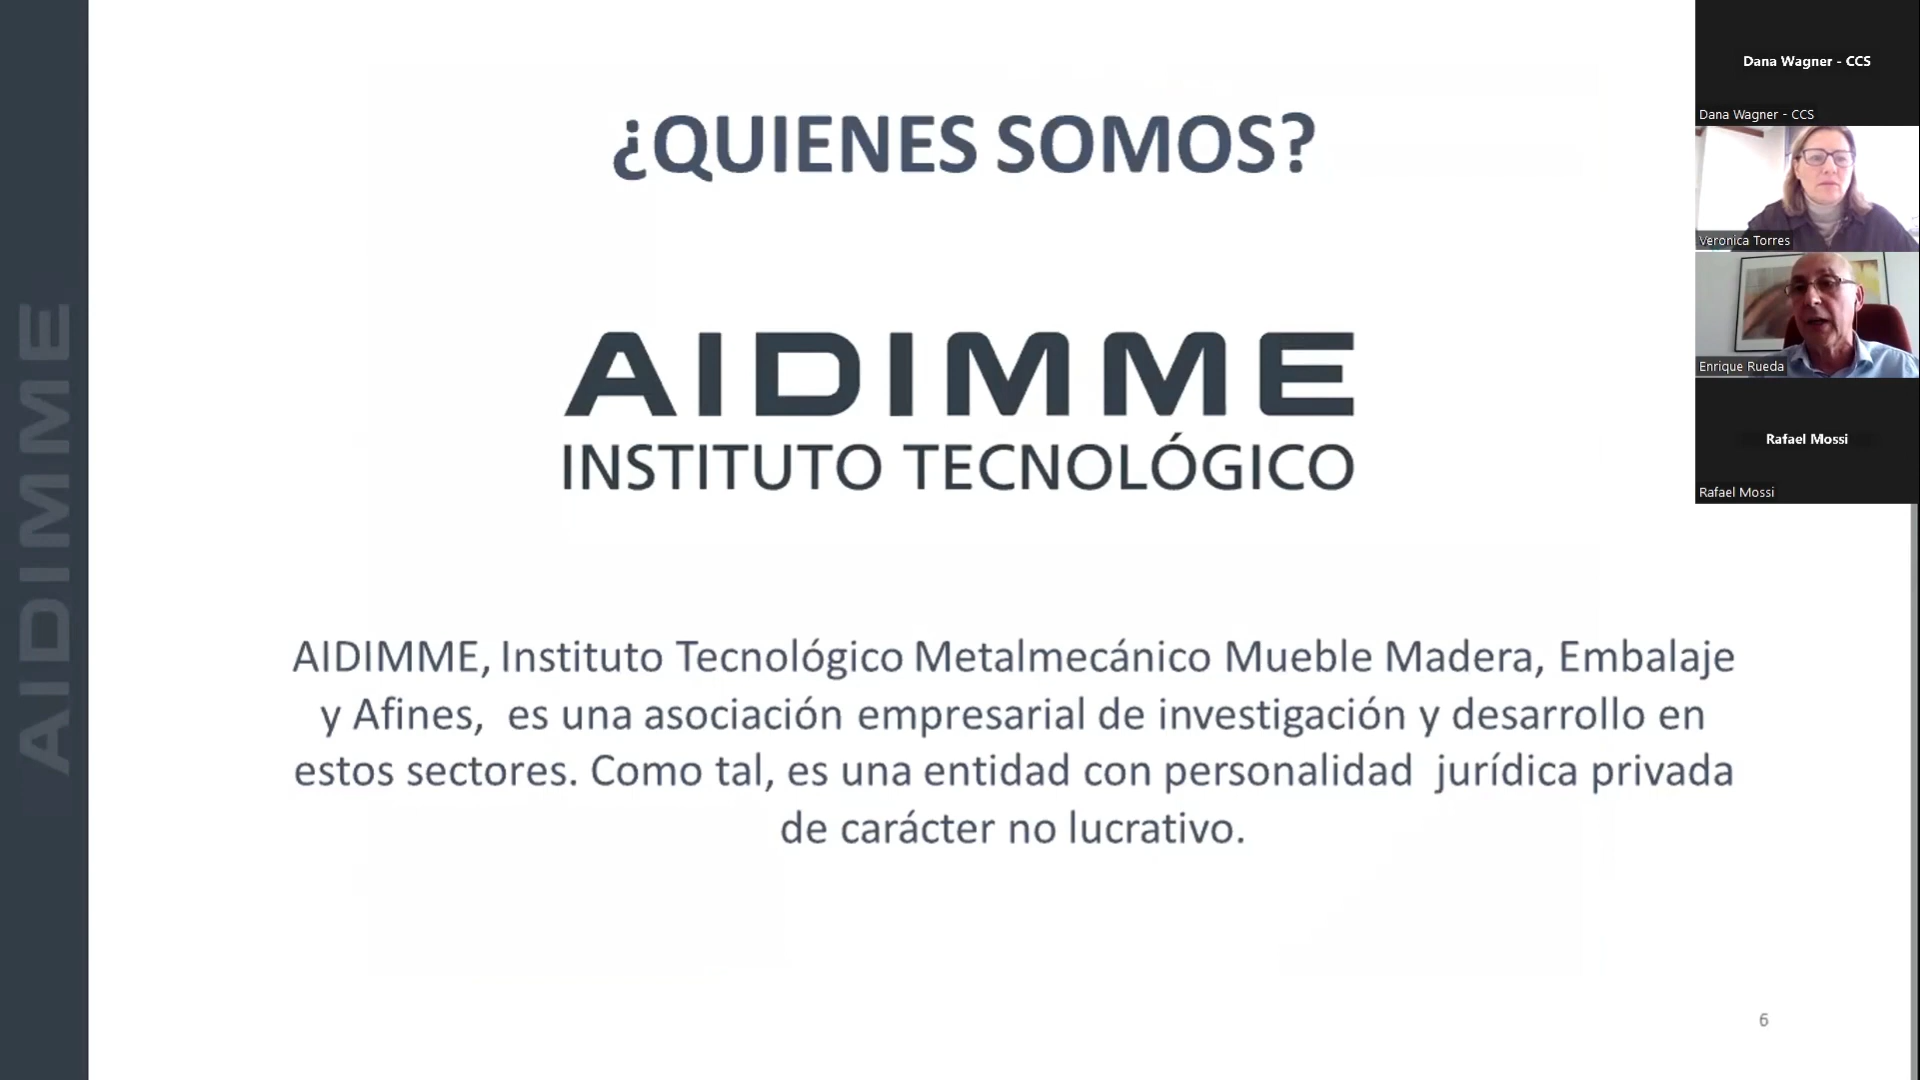 ¿QUIENES SOMOS?
AIDIMME
INSTITUTO TECNOLÓGICO
AIDIMME, Instituto Tecnológico Metalmecánico Mueble Madera, Embalaje
y Afines, es una asociación empresarial de investigación y desarrollo en
estos sectores. Como tal, es una entidad con personalidad jurídica privada
de carácter no lucrativo.
6
AIDIMME
Dana Wagner - CCS
Dana Wagner - CCS
Veronica Torres
Enrique Rueda
Rafael Mossi
Rafael Mossi